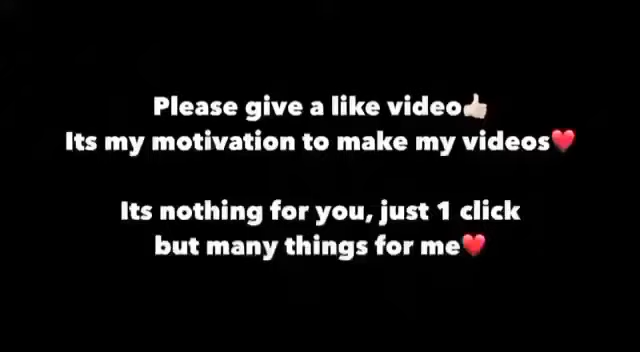 Please give a like video👍🏻
Its my motivation to make my videos❤️
Its nothing for you, just 1 click
but many things for me❤️